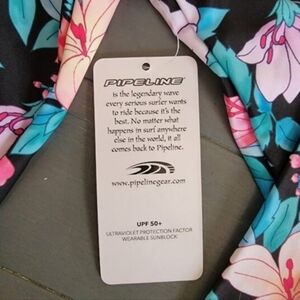 PIPELINE
is the legendary wave
every serious surfer wants
to ride because it's the
best. No matter what
happens in surf anywhere
else in the world, it all
comes back to Pipeline.
www.pipelinegear.com
UPF 50+
ULTRAVIOLET PROTECTION FACTOR
WEARABLE SUNBLOCK